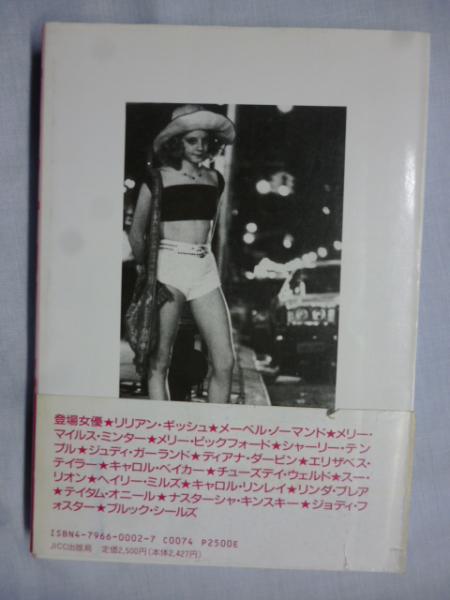 登場女優★リリアン・ギッシュ★メーベル・ノーマンド★メリー・
マイルス・ミンター★メリー・ピックフォード★シャーリー・テン
プル★ジュディ・ガーランド★ディアナ・ダービン★エリザベス・
テイラー★キャロル・ベイカー★チューズデイ・ウェルド★スー・
リオン★ヘイリー・ミルズ★キャロル・リンレイ★リンダ・ブレア
★テイタム・オニール★ナスターシャ・キンスキー★ジョディ・フ
ォスター★ブルック・シールズ
ISBN4-7966-0002-7 C0074 P2500E
JICC出版局 定価2,500円(本体2,427円)